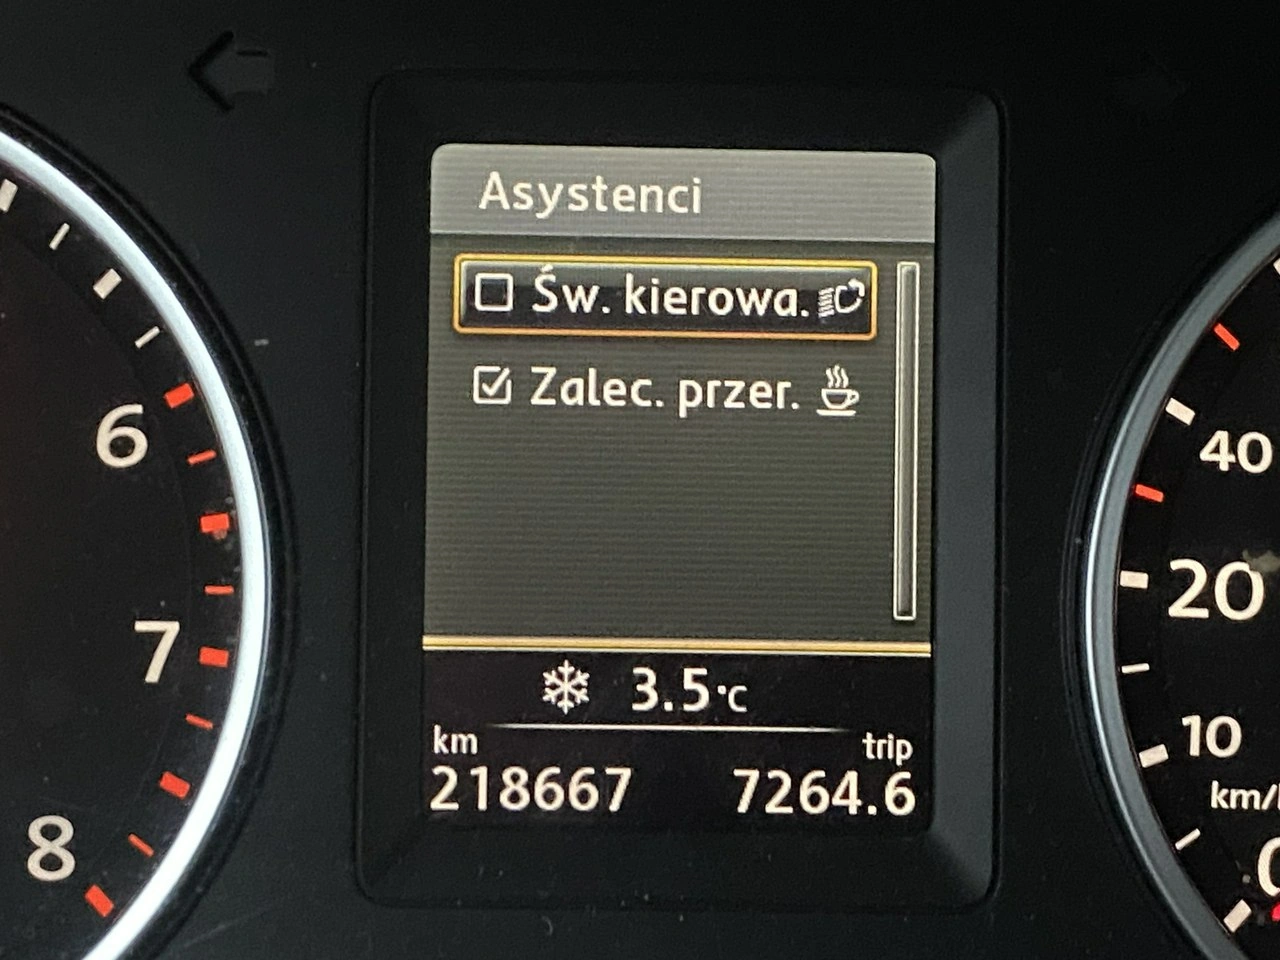 Asystenci
Św. kierowa.
Zalec. przer.
3.5°C
km trip
218667 7264.6
6
7
8
40
20
10
km/
0